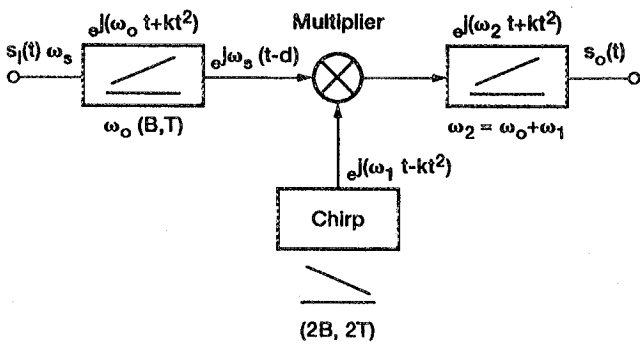 Multiplier
e^j(ω_o t+kt²)
e^j(ω_2 t+kt²)
s_I(t) ω_s
e^jω_s (t-d)
s_o(t)
ω_o (B,T)
ω_2 = ω_o+ω_1
e^j(ω_1 t-kt²)
Chirp
(2B, 2T)